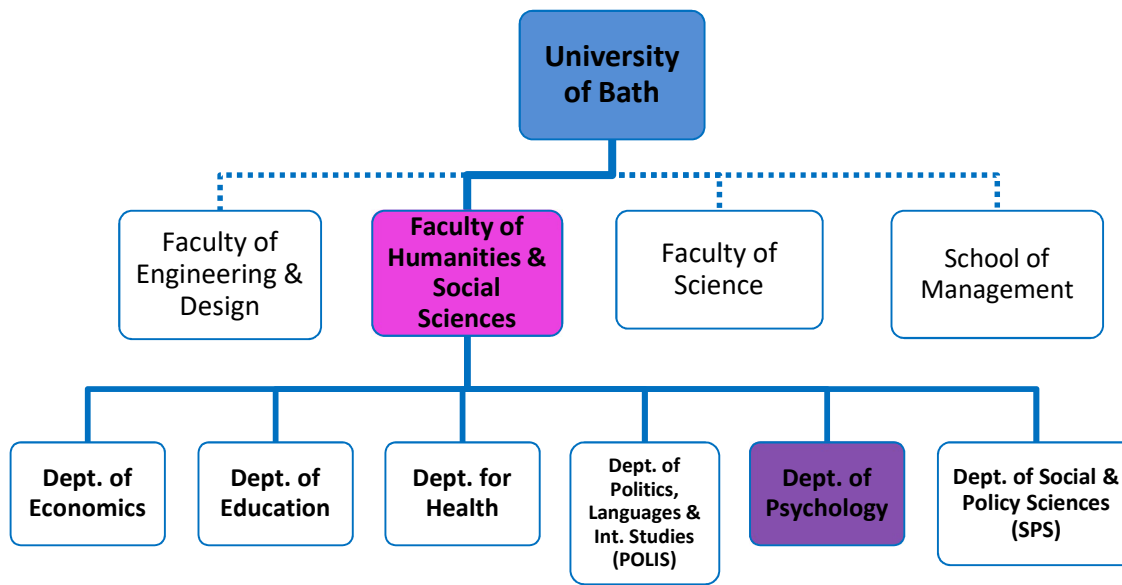 University
of Bath
Faculty of
Engineering &
Design
Faculty of
Humanities &
Social
Sciences
Faculty of
Science
School of
Management
Dept. of
Economics
Dept. of
Education
Dept. for
Health
Dept. of
Politics,
Languages &
Int. Studies
(POLIS)
Dept. of
Psychology
Dept. of Social &
Policy Sciences
(SPS)